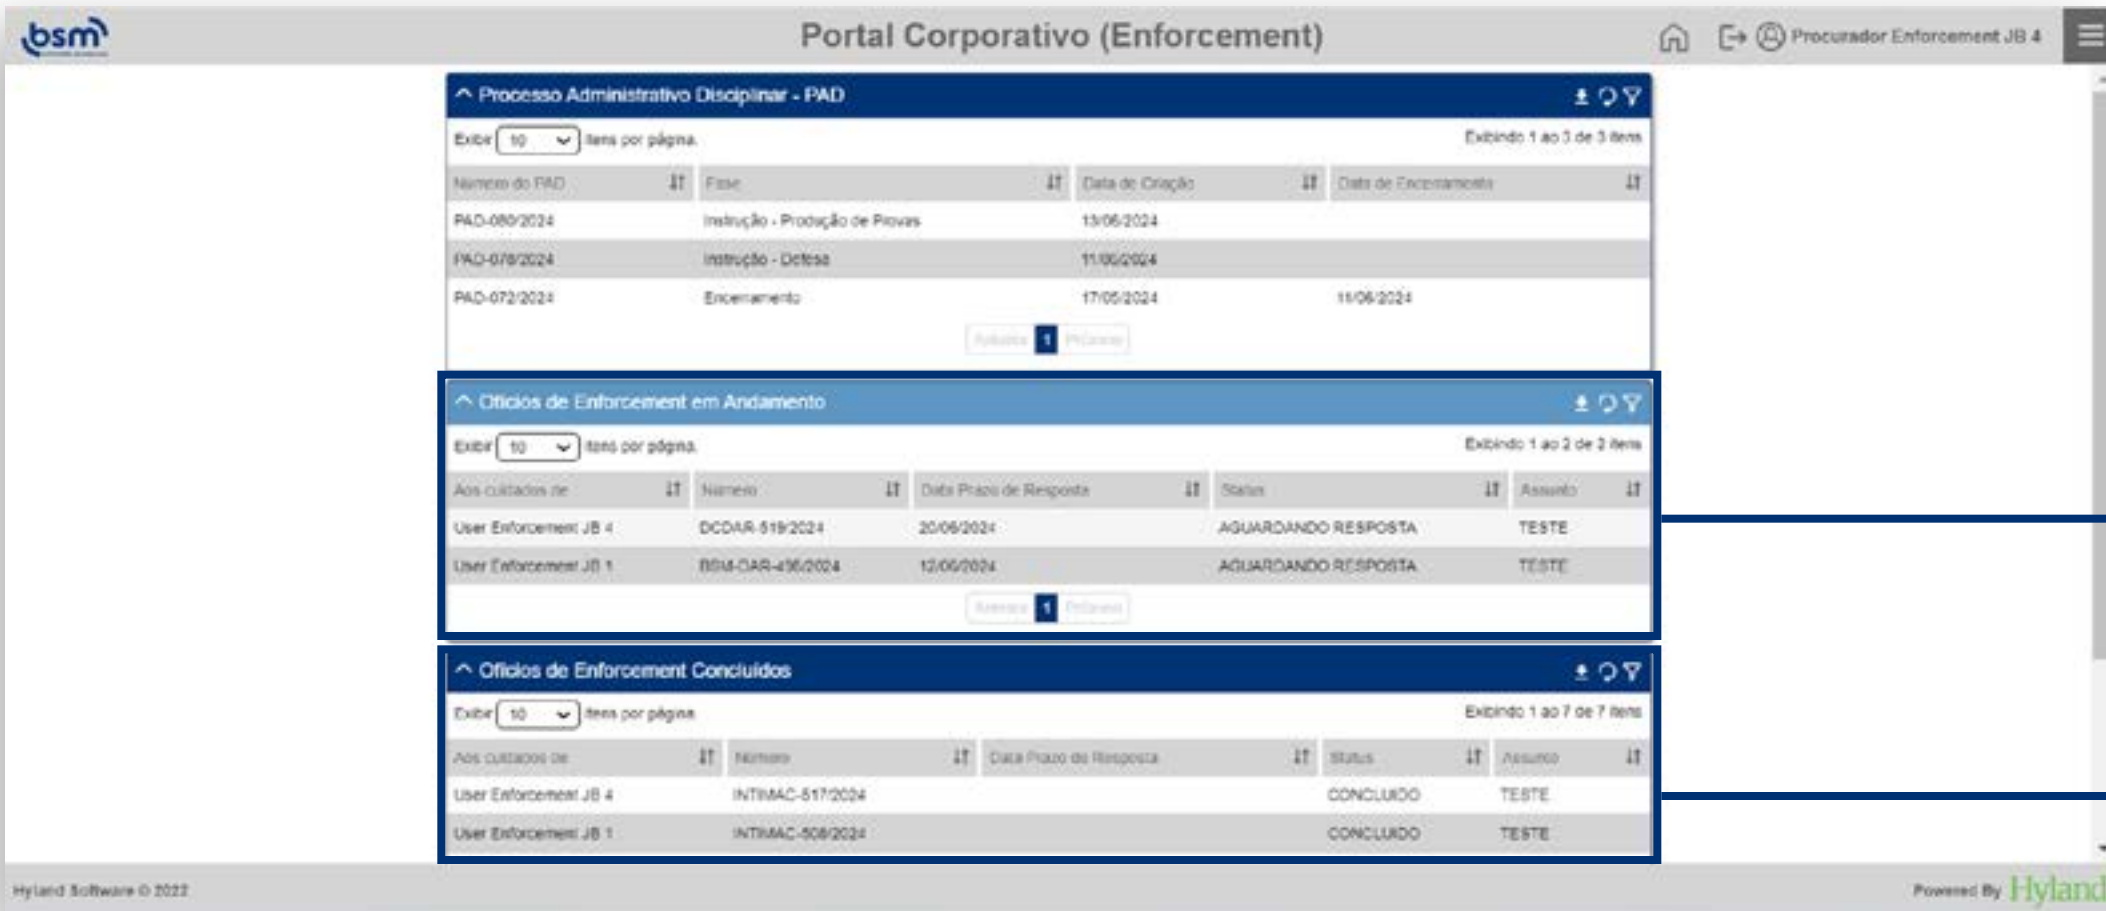 bsm
Portal Corporativo (Enforcement)
Procurador Enforcement JB 4
Processo Administrativo Disciplinar - PAD
Exibir 10 itens por página.
Exibindo 1 ao 3 de 3 itens
Número do PAD Fase Data de Criação Data de Encerramento
PAD-080/2024 Instrução - Produção de Provas 13/06/2024
PAD-078/2024 Instrução - Defesa 11/06/2024
PAD-072/2024 Encerramento 17/05/2024 11/06/2024
1 Próximo
Ofícios de Enforcement em Andamento
Exibir 10 itens por página.
Exibindo 1 ao 2 de 2 itens
Aos cuidados de Número Data Prazo de Resposta Status Assunto
User Enforcement JB 4 DCDAR-519/2024 20/06/2024 AGUARDANDO RESPOSTA TESTE
User Enforcement JB 1 12/06/2024 AGUARDANDO RESPOSTA TESTE
1 Próximo
Ofícios de Enforcement Concluídos
Exibir 10 itens por página
Exibindo 1 ao 7 de 7 itens
Aos cuidados de Número Data Prazo de Resposta Status Assunto
User Enforcement JB 4 INTIMAC-517/2024 CONCLUIDO TESTE
User Enforcement JB 1 INTIMAC-508/2024 CONCLUIDO TESTE
Hyland Software © 2022
Powered By Hyland